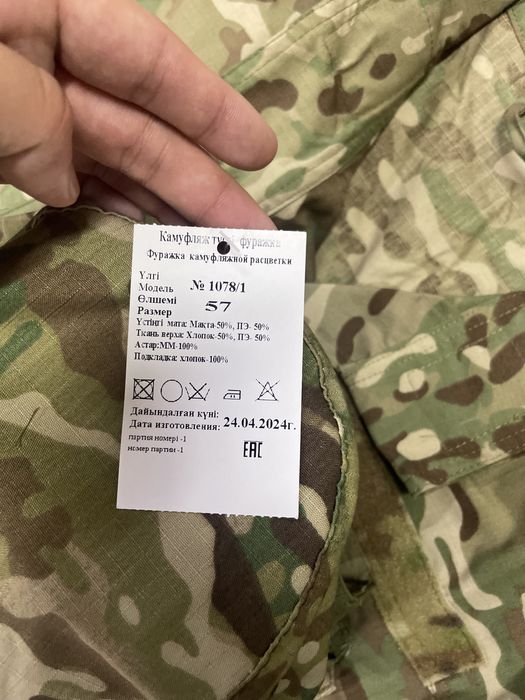 Камуфляж түсті фуражка
Фуражка камуфляжной расцветки
Үлгі
Модель № 1078/1
Өлшемі
Размер 57
Үстіңгі мата: Мақта-50%, ПЭ- 50%
Ткань верха: Хлопок-50%, ПЭ- 50%
Астар:ММ-100%
Подкладка: хлопок-100%
Дайындалған күні:
Дата изготовления: 24.04.2024г.
партия номері -1
номер партии -1
ЕАС